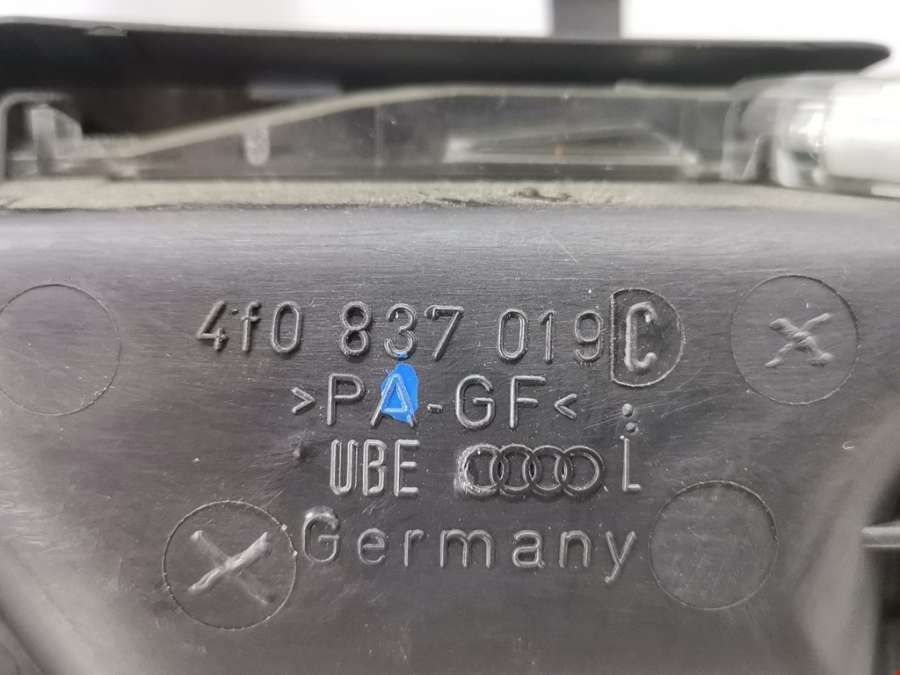 4f0 837 019 C
>PA-GF<
UBE L
Germany